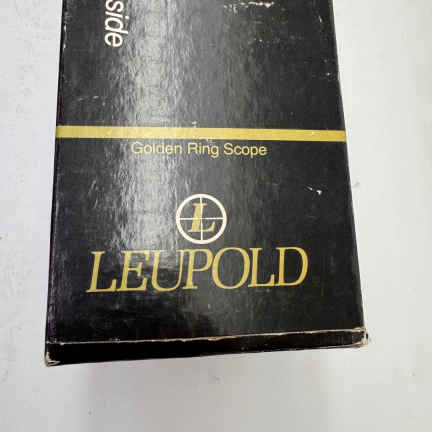 side
Golden Ring Scope
L
LEUPOLD